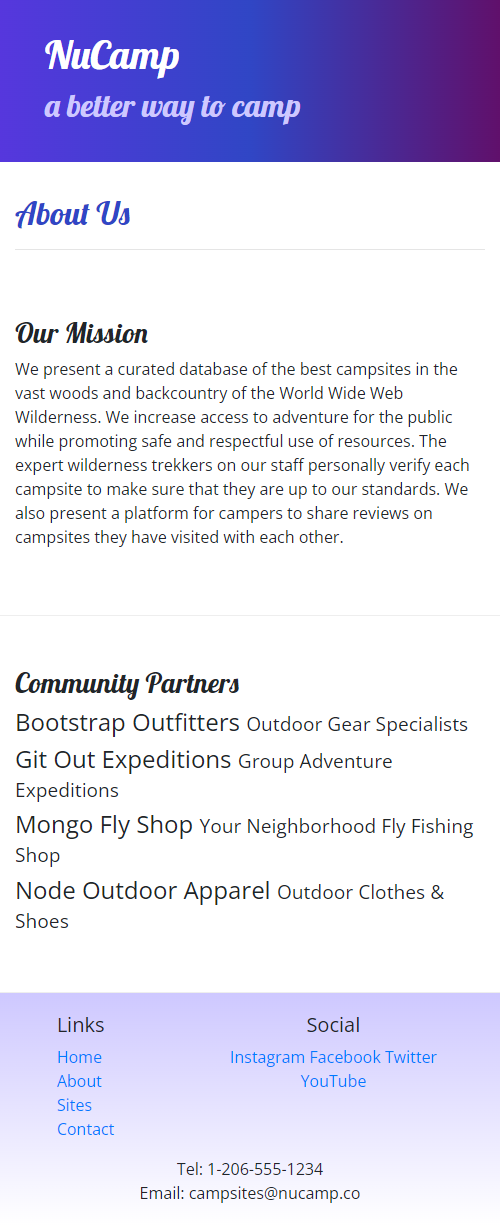 NuCamp
a better way to camp
About Us
Our Mission
We present a curated database of the best campsites in the
vast woods and backcountry of the World Wide Web
Wilderness. We increase access to adventure for the public
while promoting safe and respectful use of resources. The
expert wilderness trekkers on our staff personally verify each
campsite to make sure that they are up to our standards. We
also present a platform for campers to share reviews on
campsites they have visited with each other.
Community Partners
Bootstrap Outfitters Outdoor Gear Specialists
Git Out Expeditions Group Adventure
Expeditions
Mongo Fly Shop Your Neighborhood Fly Fishing
Shop
Node Outdoor Apparel Outdoor Clothes &
Shoes
Links
Home
About
Sites
Contact
Social
Instagram Facebook Twitter
YouTube
Tel: 1-206-555-1234
Email: campsites@nucamp.co